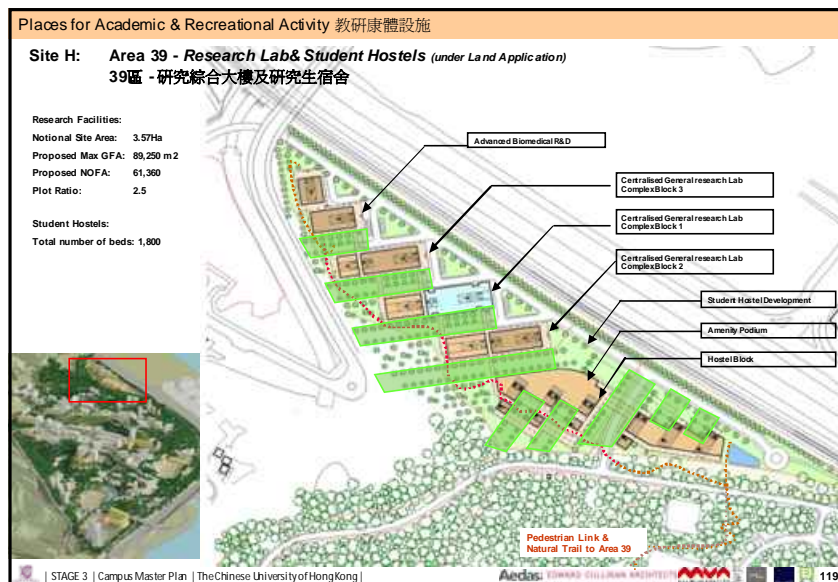 Places for Academic & Recreational Activity 教研康體設施
Site H: Area 39 - Research Lab& Student Hostels (under Land Application)
39區 - 研究綜合大樓及研究生宿舍
Research Facilities:
Notional Site Area: 3.57Ha
Proposed Max GFA: 89,250 m2
Proposed NOFA: 61,360
Plot Ratio: 2.5
Student Hostels:
Total number of beds: 1,800
Advanced Biomedical R&D
Centralised General research Lab
Complex Block 3
Centralised General research Lab
Complex Block 1
Centralised General research Lab
Complex Block 2
Student Hostel Development
Amenity Podium
Hostel Block
Pedestrian Link &
Natural Trail to Area 39
| STAGE 3 | Campus Master Plan | The Chinese University of Hong Kong | Aedas EDWARD CULLINAN ARCHITECTS MVA 119